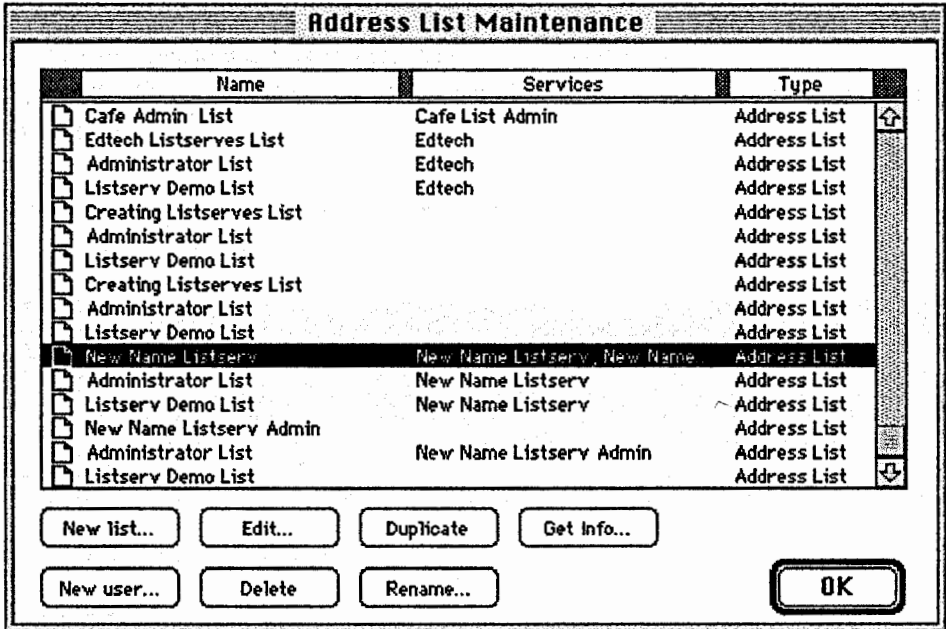 Address List Maintenance
Name Services Type
Cafe Admin List Cafe List Admin Address List
Edtech Listserves List Edtech Address List
Administrator List Edtech Address List
Listserv Demo List Edtech Address List
Creating Listserves List Address List
Administrator List Address List
Listserv Demo List Address List
Creating Listserves List Address List
Administrator List Address List
Listserv Demo List Address List
New Name Listserv New Name Listserv, New Name... Address List
Administrator List New Name Listserv Address List
Listserv Demo List New Name Listserv Address List
New Name Listserv Admin Address List
Administrator List New Name Listserv Admin Address List
Listserv Demo List Address List
New list... Edit... Duplicate Get Info...
New user... Delete Rename... OK